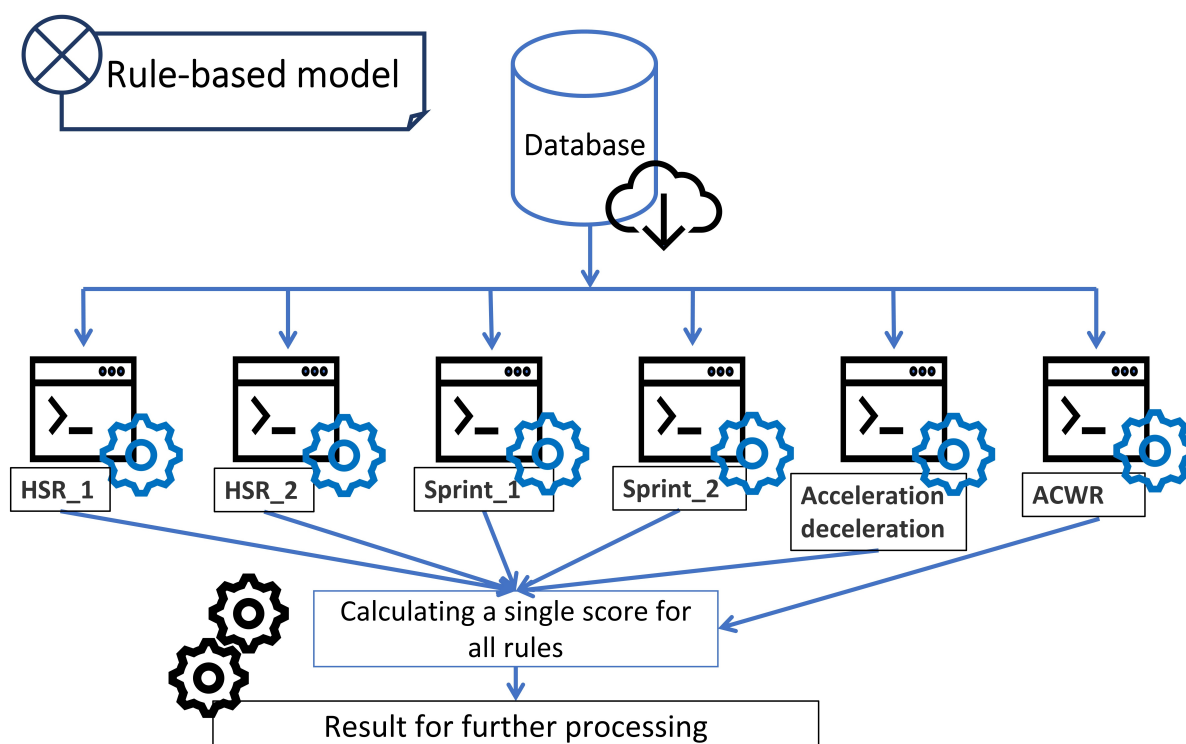 Rule-based model
Database
HSR_1
HSR_2
Sprint_1
Sprint_2
Acceleration
deceleration
ACWR
Calculating a single score for
all rules
Result for further processing